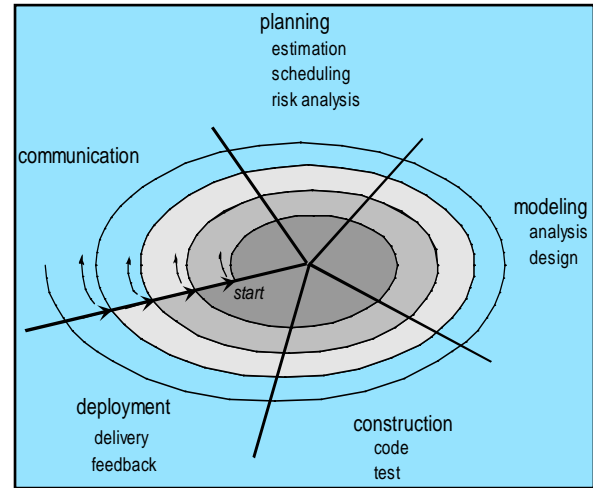 planning
estimation
scheduling
risk analysis
communication
modeling
analysis
design
start
deployment
delivery
feedback
construction
code
test